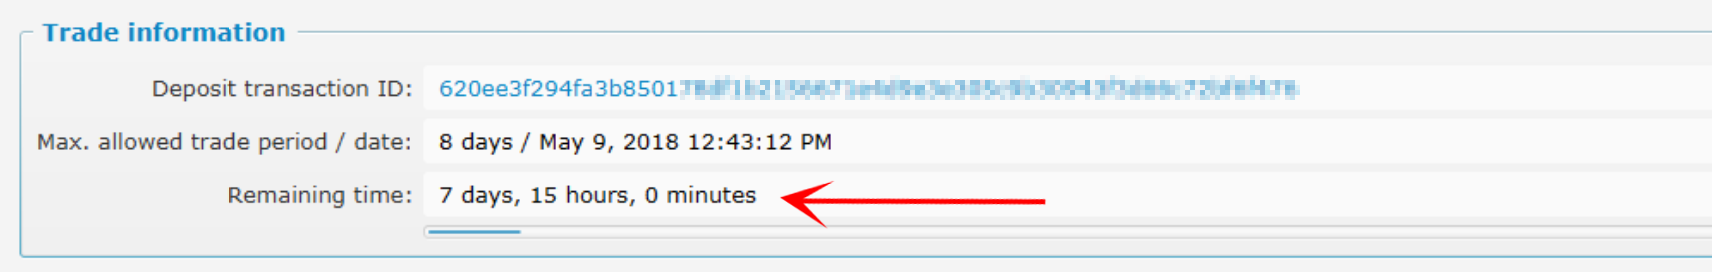 Trade information
Deposit transaction ID: 620ee3f294fa3b8501
Max. allowed trade period / date: 8 days / May 9, 2018 12:43:12 PM
Remaining time: 7 days, 15 hours, 0 minutes